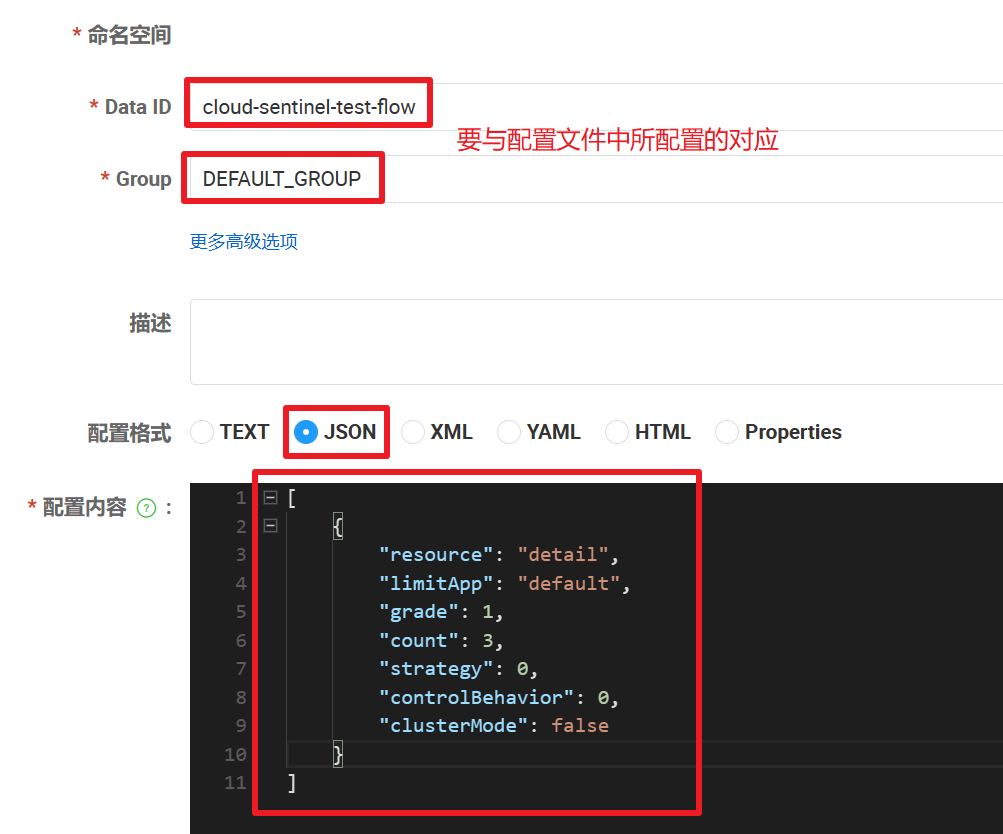 * 命名空间
* Data ID cloud-sentinel-test-flow
要与配置文件中所配置的对应
* Group DEFAULT_GROUP
更多高级选项
描述
配置格式 TEXT JSON XML YAML HTML Properties
* 配置内容 ? :
1 [
2 {
3 "resource": "detail",
4 "limitApp": "default",
5 "grade": 1,
6 "count": 3,
7 "strategy": 0,
8 "controlBehavior": 0,
9 "clusterMode": false
10 }
11 ]